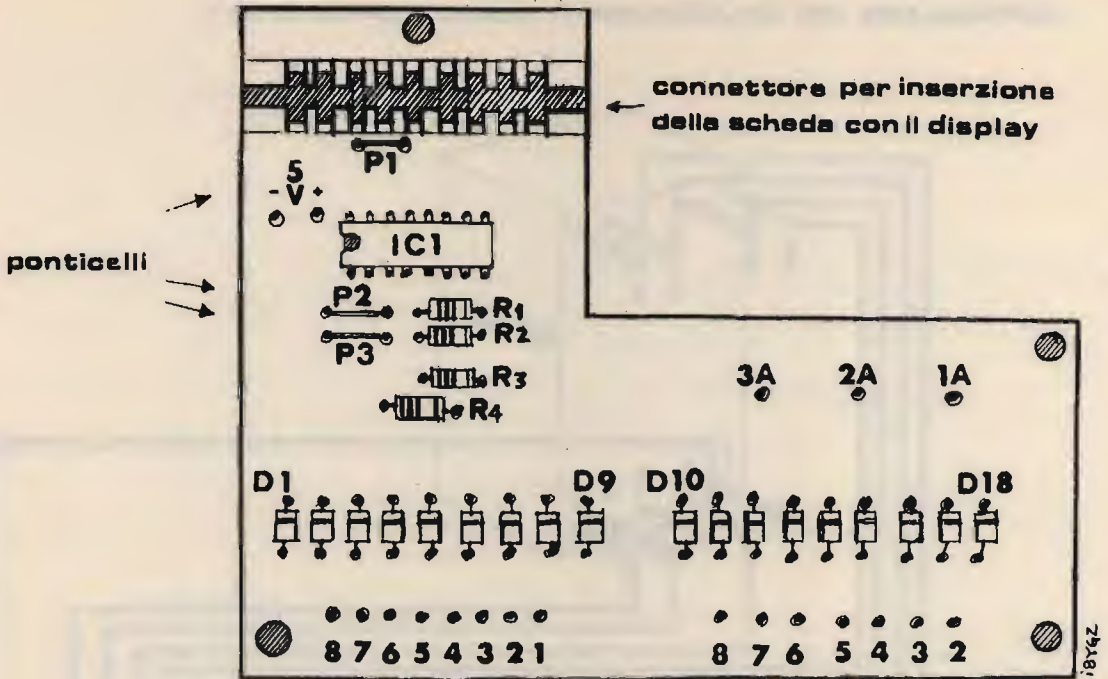 connettore per inserzione
della scheda con il display
P1
5
- V +
IC1
ponticelli
P2
R1
R2
P3
R3
R4
3A 2A 1A
D1 D9 D10 D18
8 7 6 5 4 3 2 1 8 7 6 5 4 3 2
i8YGZ